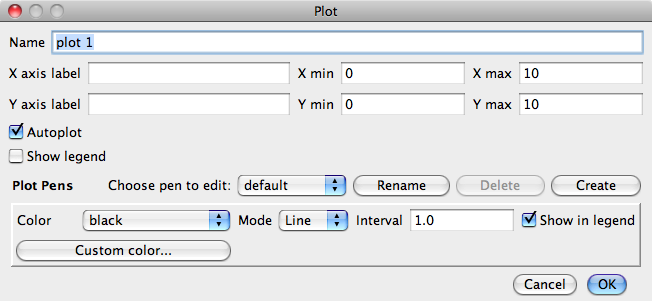 Plot
Name plot 1
X axis label X min 0 X max 10
Y axis label Y min 0 Y max 10
Autoplot
Show legend
Plot Pens Choose pen to edit: default Rename Delete Create
Color black Mode Line Interval 1.0 Show in legend
Custom color...
Cancel OK